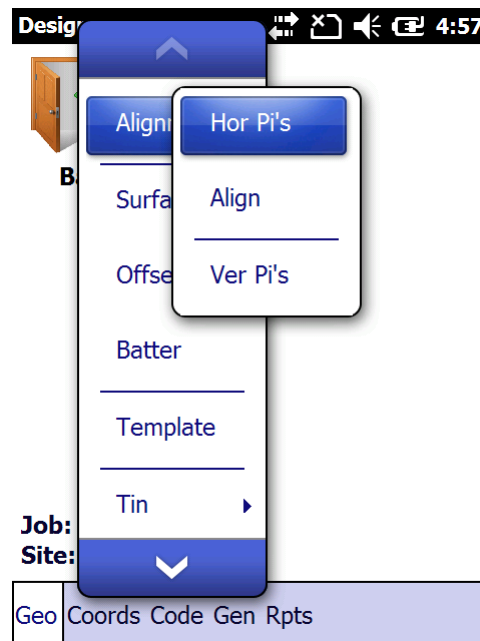 Desig 4:57
Align Hor Pi's
Surfa Align
Offse Ver Pi's
Batter
Template
Tin
Job:
Site:
Geo Coords Code Gen Rpts